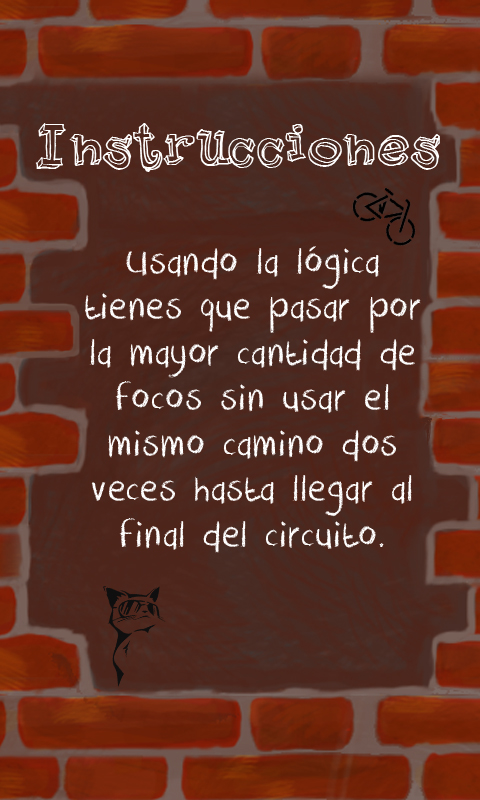 Instrucciones
Usando la lógica
tienes que pasar por
la mayor cantidad de
focos sin usar el
mismo camino dos
veces hasta llegar al
final del circuito.